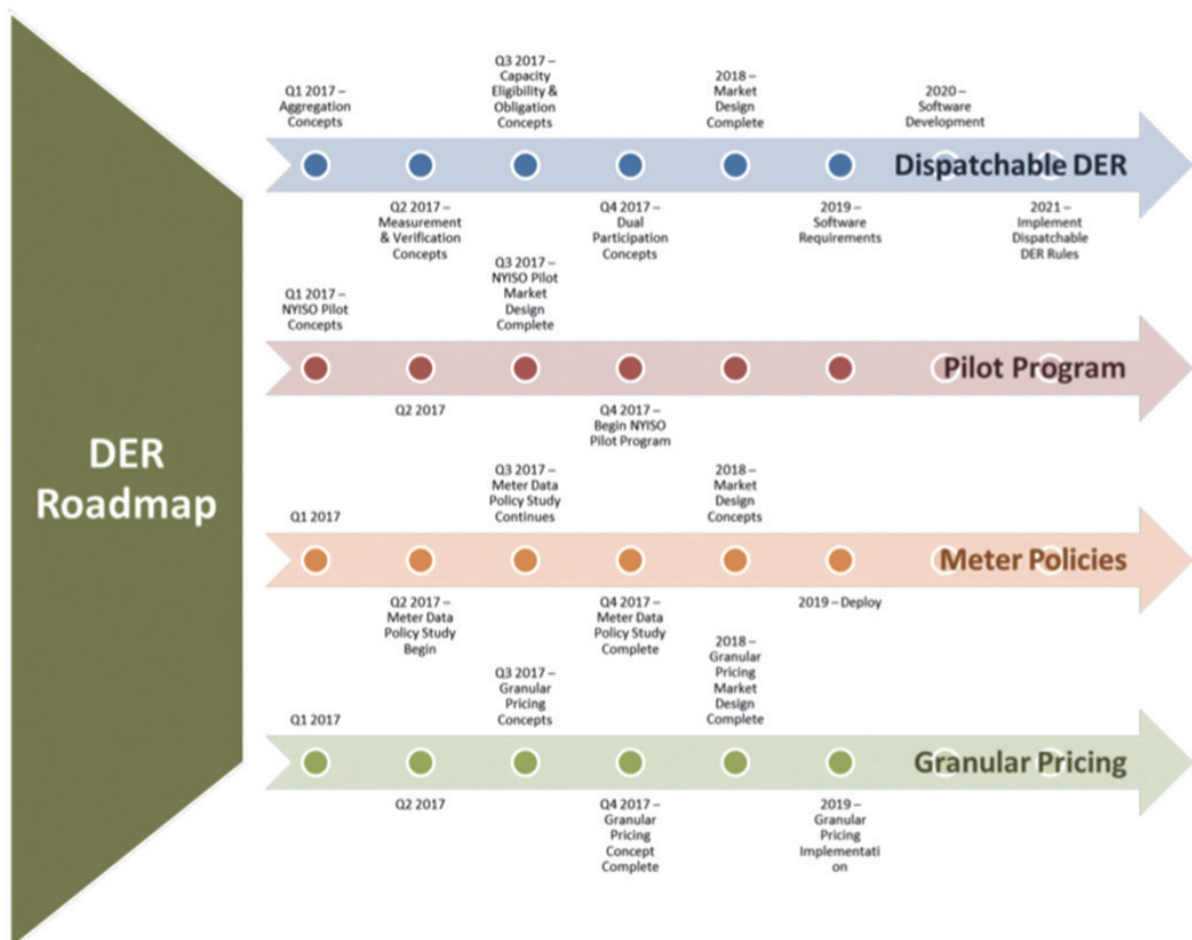 DER
Roadmap
Q1 2017 –
Aggregation
Concepts
Q2 2017 –
Measurement
& Verification
Concepts
Q3 2017 –
Capacity
Eligibility &
Obligation
Concepts
Q4 2017 –
Dual
Participation
Concepts
2018 –
Market
Design
Complete
2019 –
Software
Requirements
2020 –
Software
Development
2021 –
Implement
Dispatchable
DER Rules
Dispatchable DER
Q1 2017 –
NYISO Pilot
Concepts
Q2 2017
Q3 2017 –
NYISO Pilot
Market
Design
Complete
Q4 2017 –
Begin NYISO
Pilot Program
Pilot Program
Q1 2017
Q2 2017 –
Meter Data
Policy Study
Begin
Q3 2017 –
Meter Data
Policy Study
Continues
Q4 2017 –
Meter Data
Policy Study
Complete
2018 –
Market
Design
Concepts
2019 – Deploy
Meter Policies
Q1 2017
Q2 2017
Q3 2017 –
Granular
Pricing
Concepts
Q4 2017 –
Granular
Pricing
Concept
Complete
2018 –
Granular
Pricing
Market
Design
Complete
2019 –
Granular
Pricing
Implementati
on
Granular Pricing